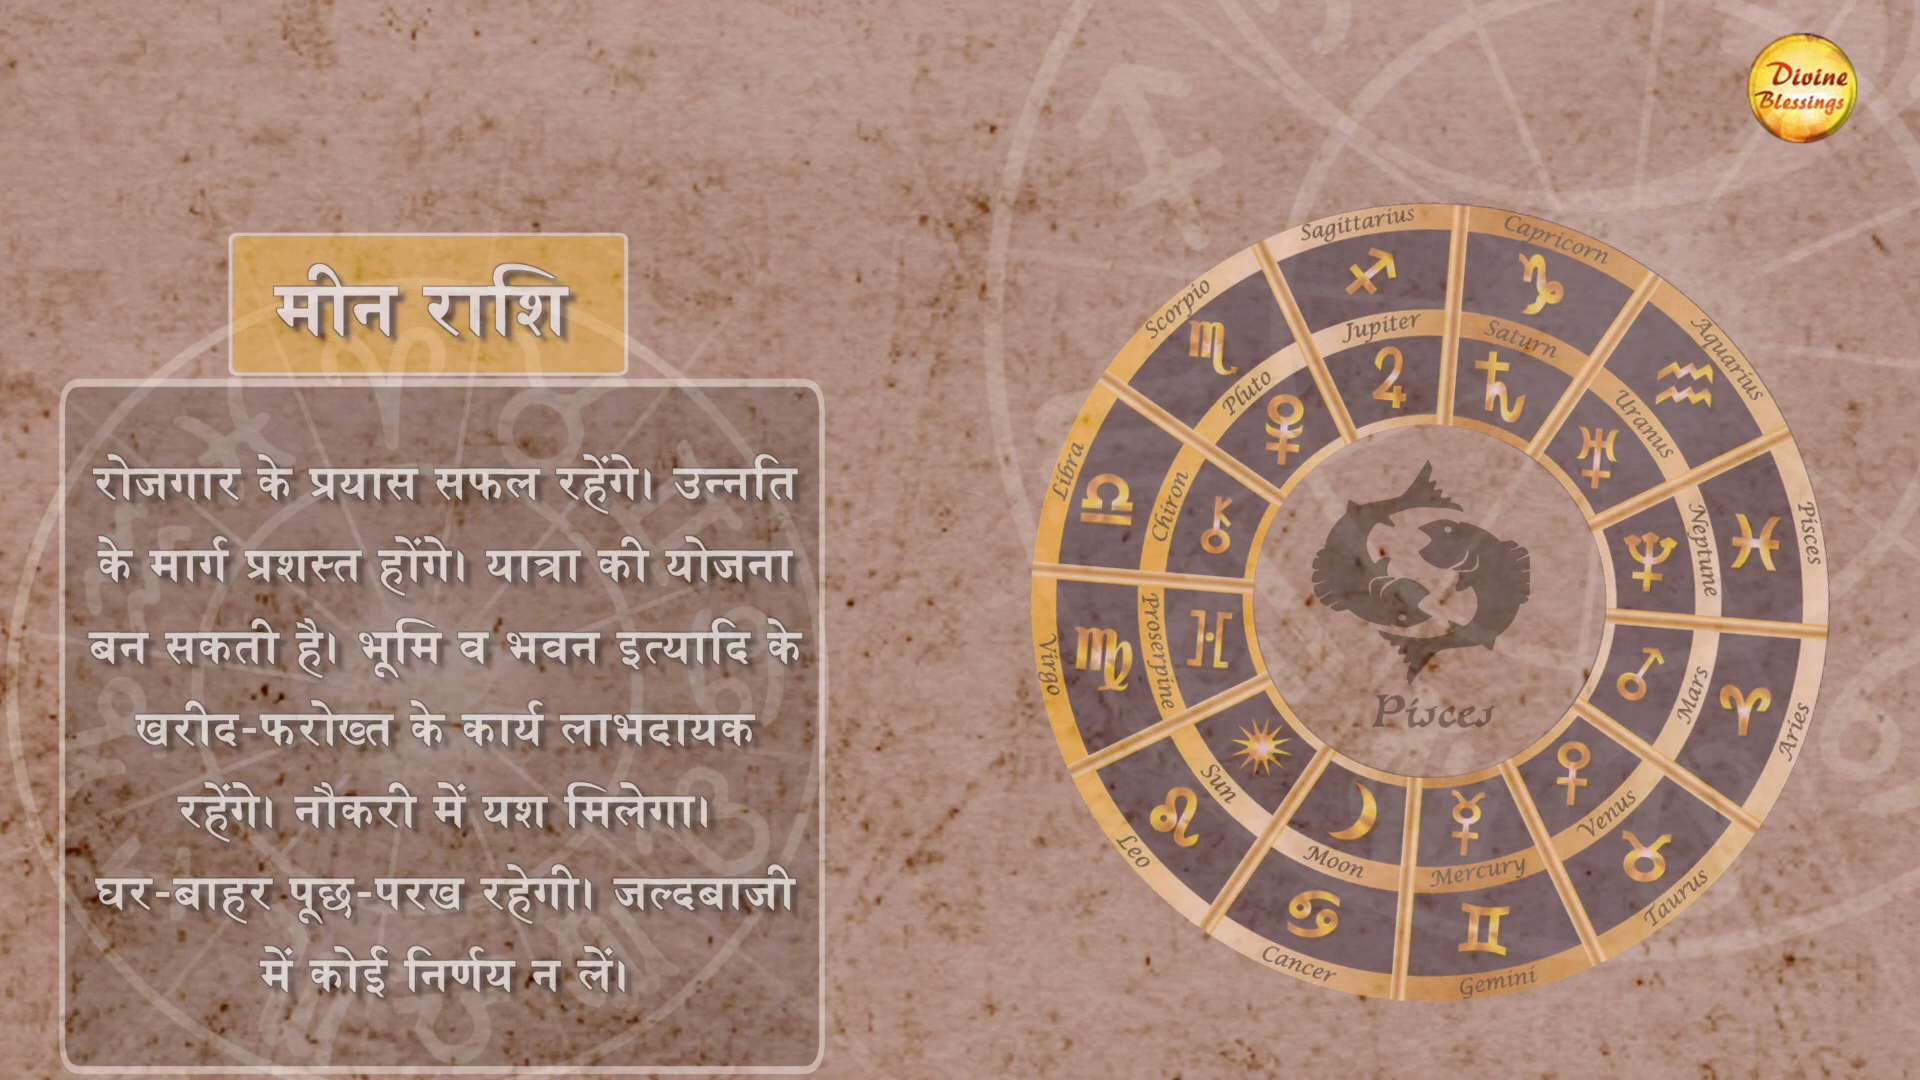 Divine
Blessings
मीन राशि
रोजगार के प्रयास सफल रहेंगे। उन्नति
के मार्ग प्रशस्त होंगे। यात्रा की योजना
बन सकती है। भूमि व भवन इत्यादि के
खरीद-फरोख्त के कार्य लाभदायक
रहेंगे। नौकरी में यश मिलेगा।
घर-बाहर पूछ-परख रहेगी। जल्दबाजी
में कोई निर्णय न लें।
Sagittarius
Capricorn
Aquarius
Pisces
Aries
Taurus
Gemini
Cancer
Leo
Virgo
Libra
Scorpio
Jupiter
Saturn
Uranus
Neptune
Mars
Venus
Mercury
Moon
Sun
Proserpine
Chiron
Pluto
Pisces